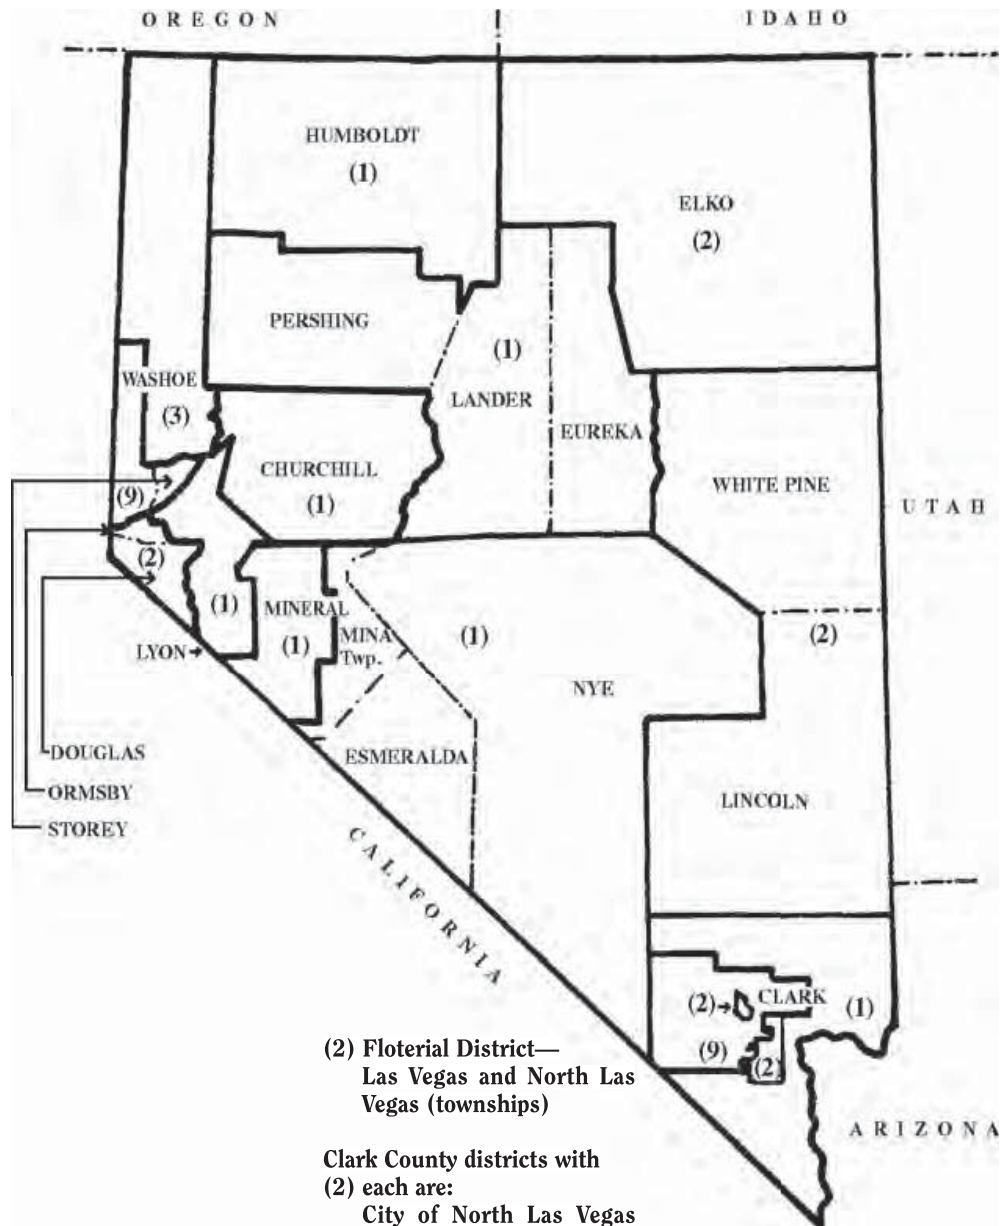 OREGON
IDAHO
HUMBOLDT
(1)
ELKO
(2)
PERSHING
(1)
WASHOE
(3)
LANDER
EUREKA
CHURCHILL
(1)
WHITE PINE
UTAH
(9)
(2)
(1)
MINERAL
(1)
MINA
Twp.
(1)
(2)
LYON
NYE
DOUGLAS
ESMERALDA
ORMSBY
LINCOLN
STOREY
CALIFORNIA
(2)
CLARK
(1)
(9)
(2)
ARIZONA
(2) Floterial District—
Las Vegas and North Las
Vegas (townships)
Clark County districts with
(2) each are:
City of North Las Vegas